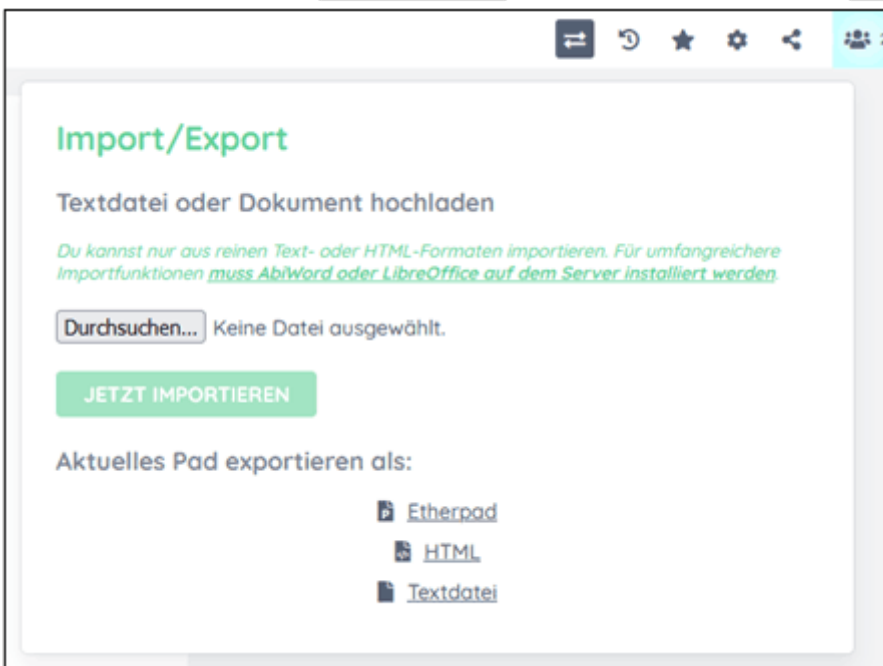 Import/Export
Textdatei oder Dokument hochladen
Du kannst nur aus reinen Text- oder HTML-Formaten importieren. Für umfangreichere
Importfunktionen muss AbiWord oder LibreOffice auf dem Server installiert werden.
Durchsuchen... Keine Datei ausgewählt.
JETZT IMPORTIEREN
Aktuelles Pad exportieren als:
Etherpad
HTML
Textdatei